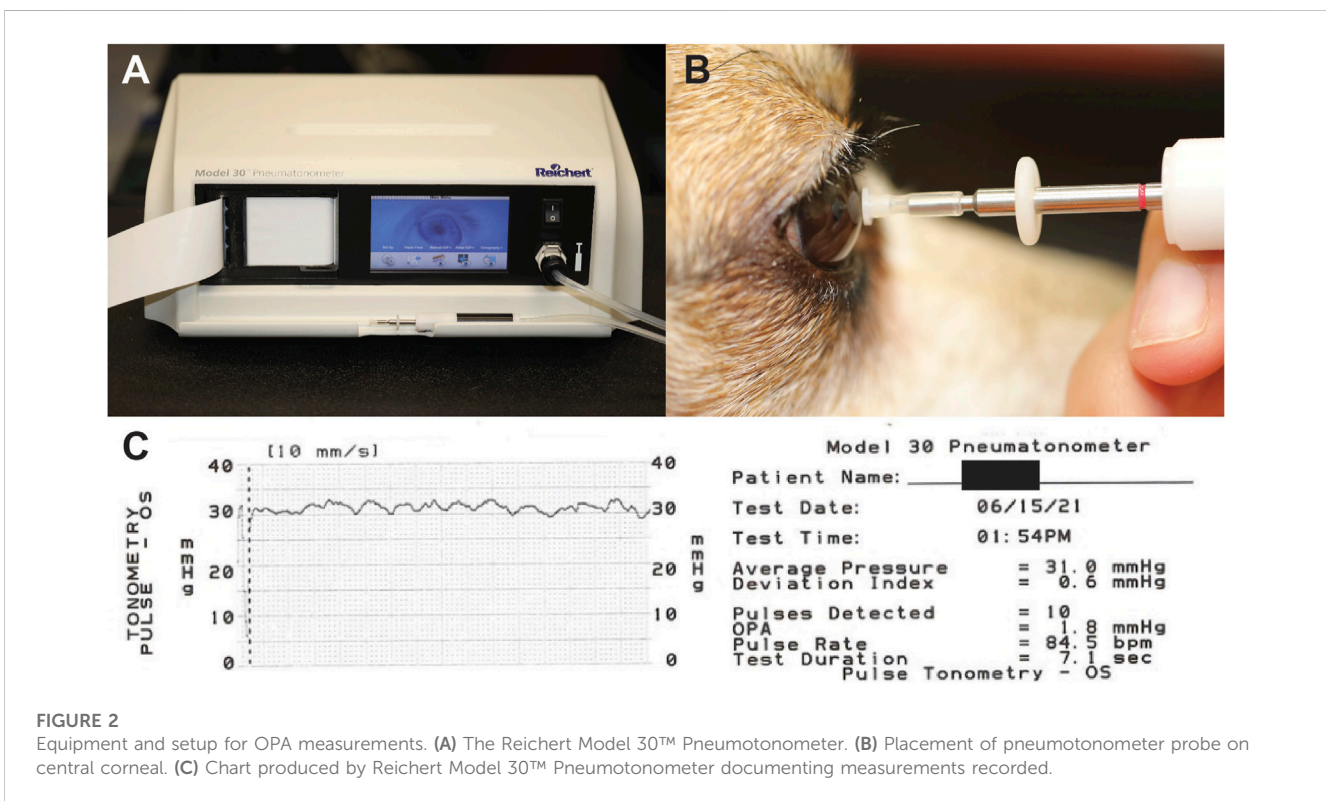 A
Model 30™ Pneumatonometer
Reichert
B
C
[10 mm/s]
TONOMETRY
PULSE - OS
mmHg
40
30
20
10
0
40
30
20
10
0
mmHg
Model 30 Pneumatonometer
Patient Name:
Test Date: 06/15/21
Test Time: 01:54PM
Average Pressure = 31.0 mmHg
Deviation Index = 0.6 mmHg
Pulses Detected = 10
OPA = 1.8 mmHg
Pulse Rate = 84.5 bpm
Test Duration = 7.1 sec
Pulse Tonometry - OS
FIGURE 2
Equipment and setup for OPA measurements. (A) The Reichert Model 30™ Pneumotonometer. (B) Placement of pneumotonometer probe on
central corneal. (C) Chart produced by Reichert Model 30™ Pneumotonometer documenting measurements recorded.